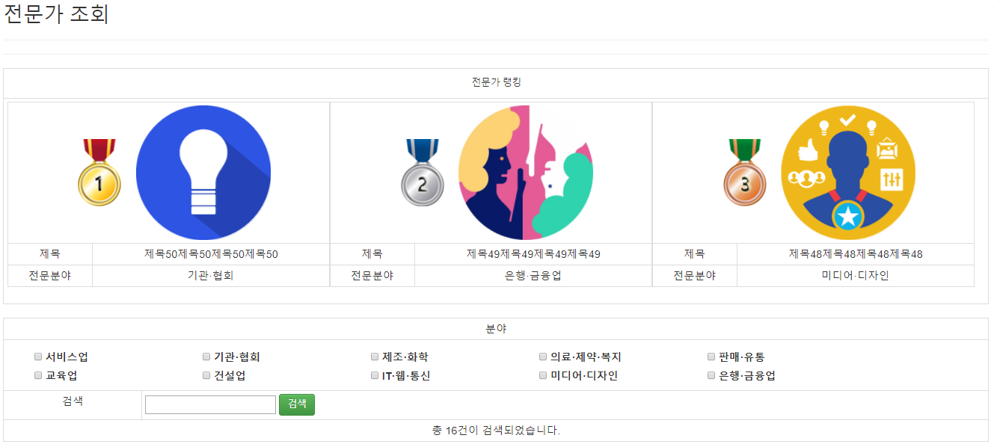 전문가 조회
전문가 랭킹
1 2 3
제목 제목50제목50제목50제목50 제목 제목49제목49제목49제목49 제목 제목48제목48제목48제목48
전문분야 기관·협회 전문분야 은행·금융업 전문분야 미디어·디자인
분야
서비스업 기관·협회 제조·화학 의료·제약·복지 판매·유통
교육업 건설업 IT·웹·통신 미디어·디자인 은행·금융업
검색 검색
총 16건이 검색되었습니다.